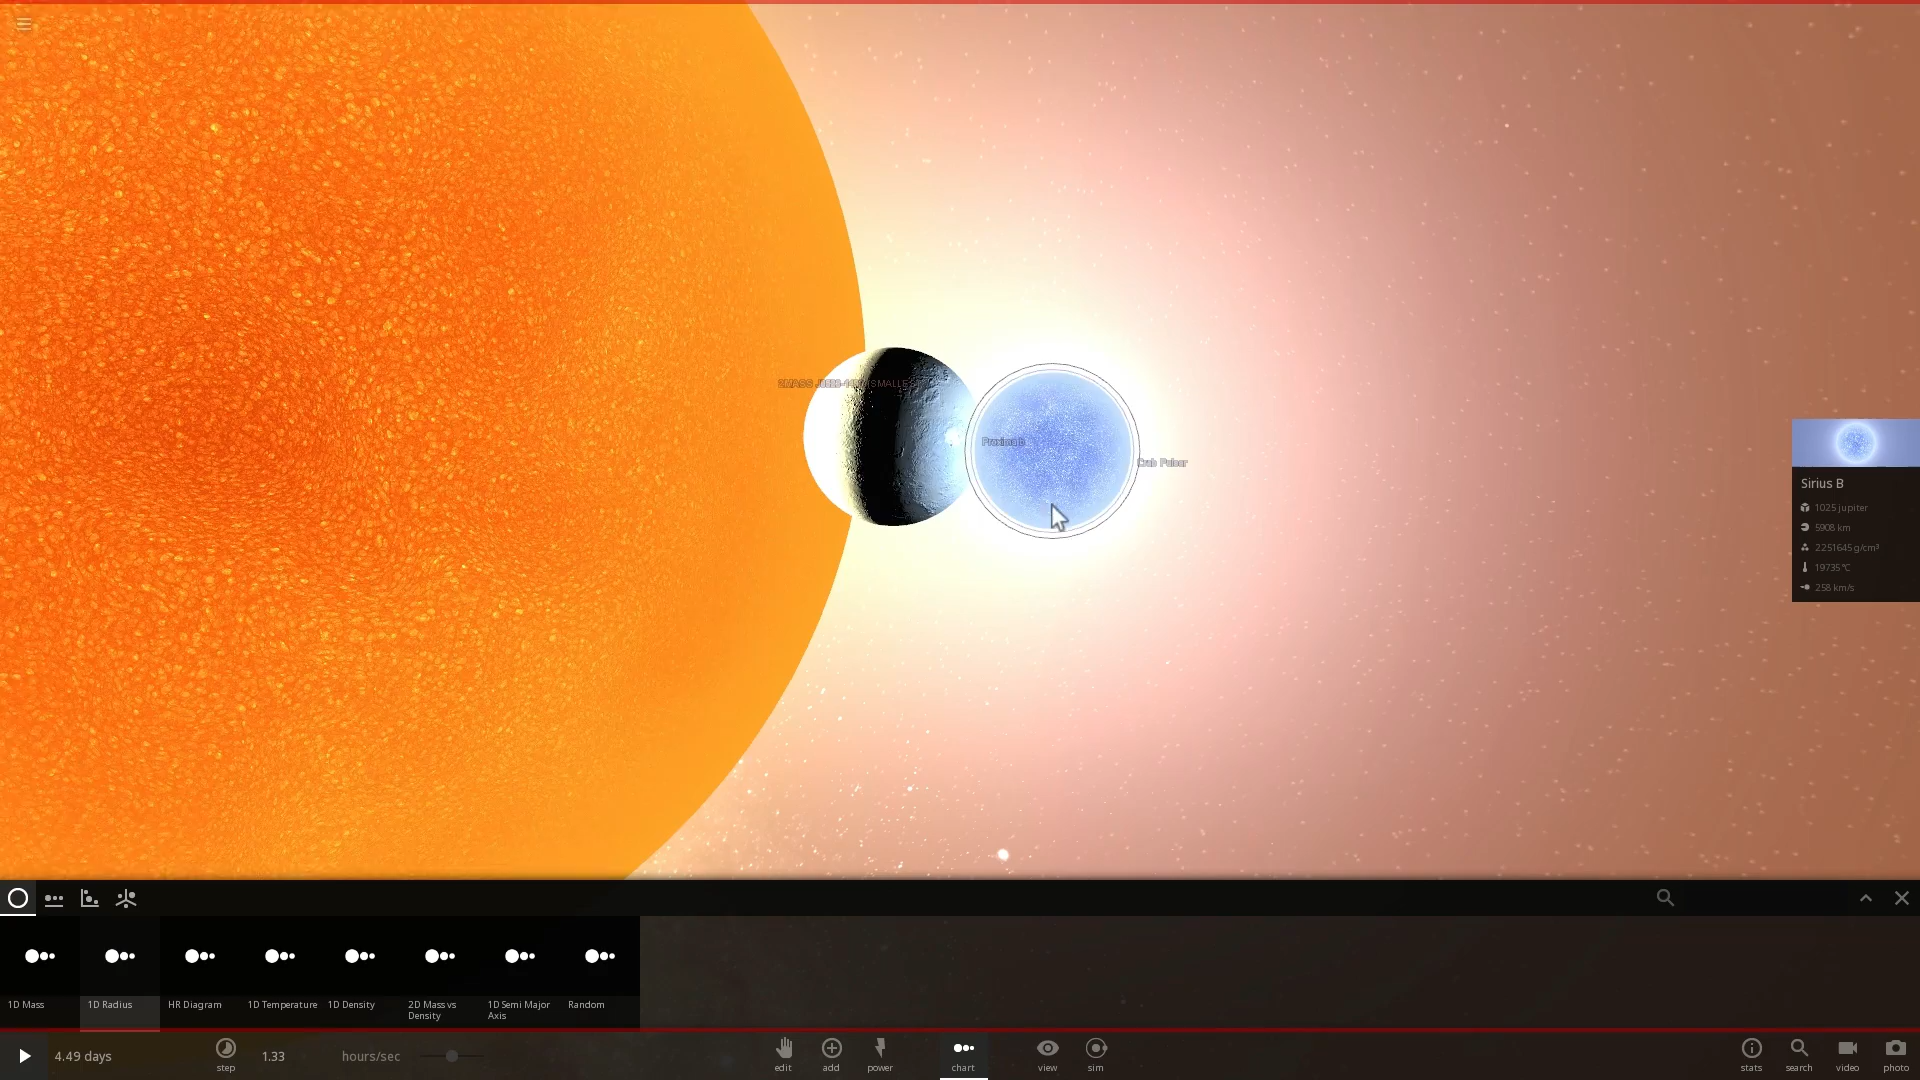 Proxima b
Crab Pulsar
Sirius B
1025 jupiter
5908 km
2251645 g/cm³
19735 °C
258 km/s
1D Mass
1D Radius
HR Diagram
1D Temperature
1D Density
2D Mass vs
Density
1D Semi Major
Axis
Random
4.49 days
step
1.33
hours/sec
edit
add
power
chart
view
sim
stats
search
video
photo